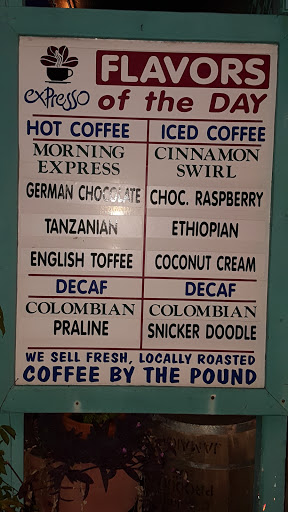 FLAVORS
exPresso
of the DAY
HOT COFFEE ICED COFFEE
MORNING EXPRESS CINNAMON SWIRL
GERMAN CHOCOLATE CHOC. RASPBERRY
TANZANIAN ETHIOPIAN
ENGLISH TOFFEE COCONUT CREAM
DECAF DECAF
COLOMBIAN COLOMBIAN
PRALINE SNICKER DOODLE
WE SELL FRESH, LOCALLY ROASTED
COFFEE BY THE POUND